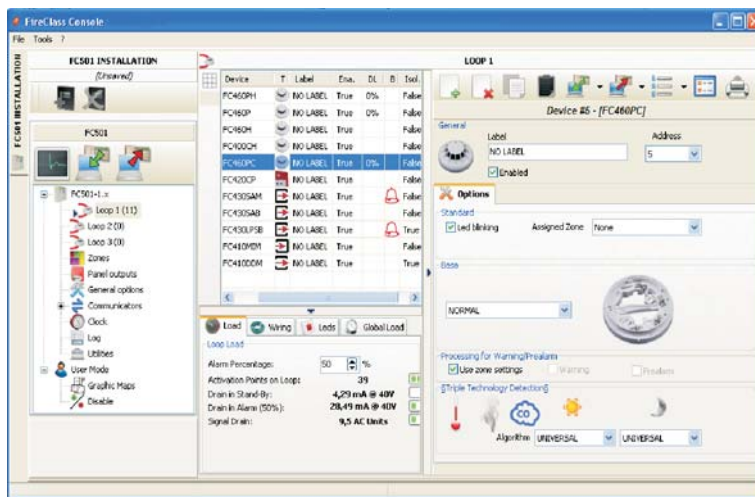 FireClass Console
File Tools ?
FC501 INSTALLATION
FC501 INSTALLATION
(Unsaved)
FC501
FC501-1.x
Loop 1 (11)
Loop 2 (0)
Loop 3 (0)
Zones
Panel outputs
General options
Communicators
Clock
Log
Utilities
User Mode
Graphic Maps
Disable
Device T Label Ena. DL B Isol.
FC460PH NO LABEL True 0% False
FC460P NO LABEL True 0% False
FC460H NO LABEL True False
FC400CH NO LABEL True False
FC460PC NO LABEL True 0% False
FC420CP NO LABEL True False
FC430SAM NO LABEL True False
FC430SAB NO LABEL True False
FC430LPSB NO LABEL True True
FC410MIM NO LABEL True False
FC410DDM NO LABEL True True
Load Wiring Leds Global Load
Loop Load
Alarm Percentage: 50 %
Activation Points on Loop: 39
Drain in Stand-By: 4,29 mA @ 40V
Drain in Alarm (50%): 28,49 mA @ 40V
Signal Drain: 9,5 AC Units
LOOP 1
Device #5 - [FC460PC]
General
Label Address
NO LABEL 5
Enabled
Options
Standard
Led blinking Assigned Zone None
Base
NORMAL
Processing for Warning/Prealarm
Use zone settings Warning Prealarm
§Triple Technology Detection§
CO
Algorithm UNIVERSAL UNIVERSAL